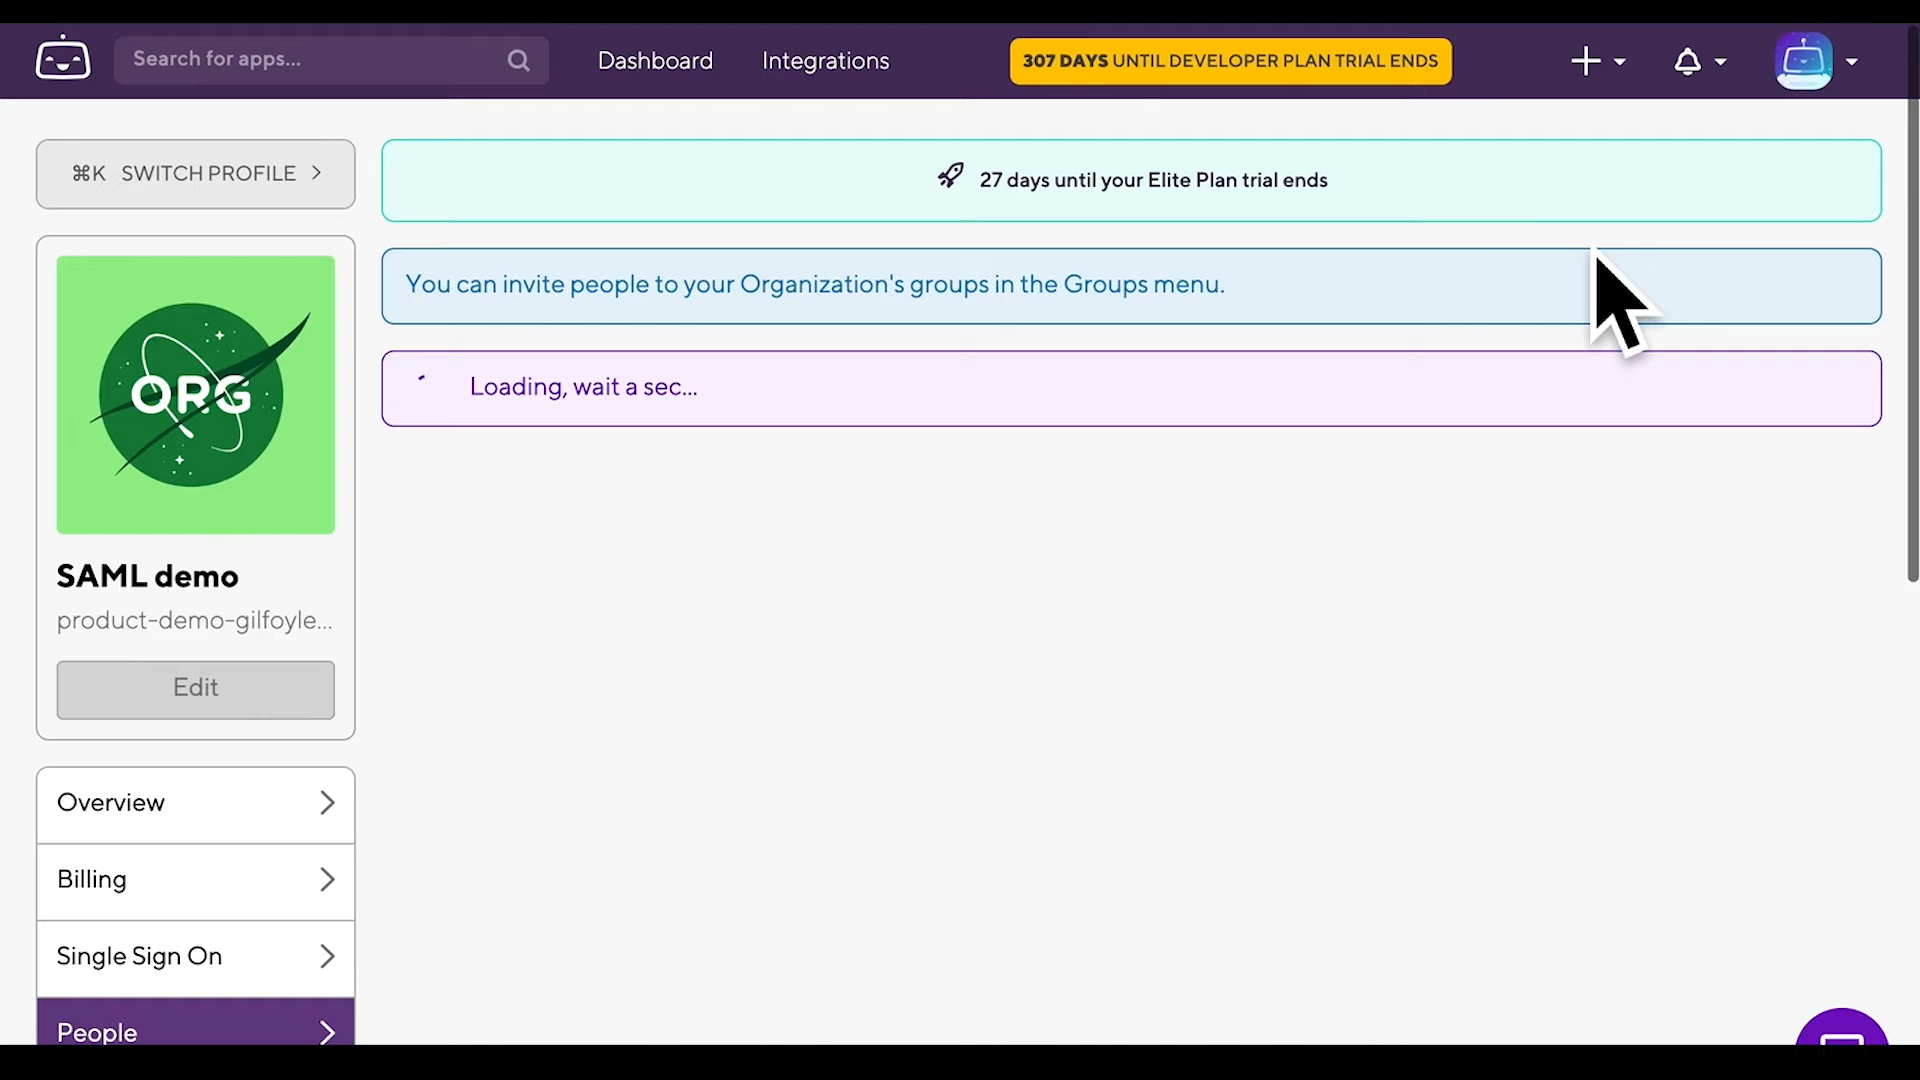 Search for apps...
Dashboard
Integrations
307 DAYS UNTIL DEVELOPER PLAN TRIAL ENDS
⌘K SWITCH PROFILE
27 days until your Elite Plan trial ends
You can invite people to your Organization's groups in the Groups menu.
Loading, wait a sec...
ORG
SAML demo
product-demo-gilfoyle...
Edit
Overview
Billing
Single Sign On
People